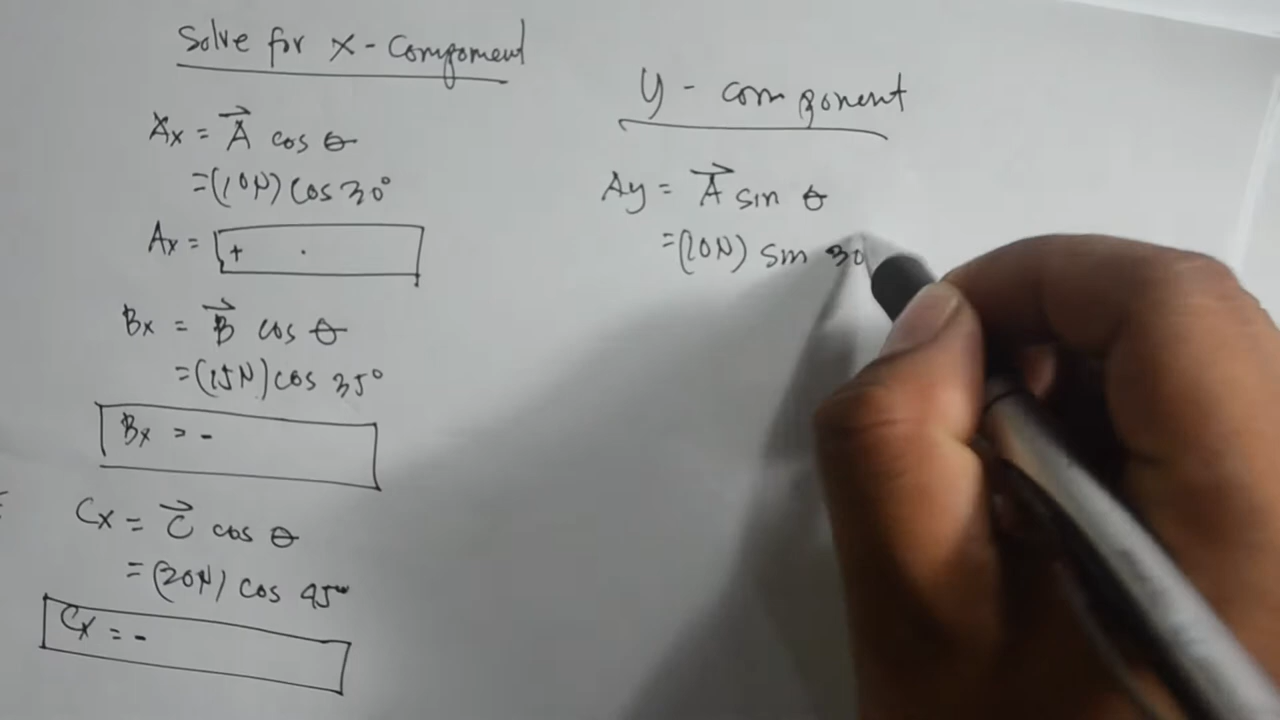 Solve for x-Component
Ax = A cos θ
=(10N) cos 30°
Ax = + .
Bx = B cos θ
=(15N) cos 35°
Bx = -
Cx = C cos θ
= (20N) cos 45°
Cx = -
y - component
Ay = A sin θ
=(10N) sin 30